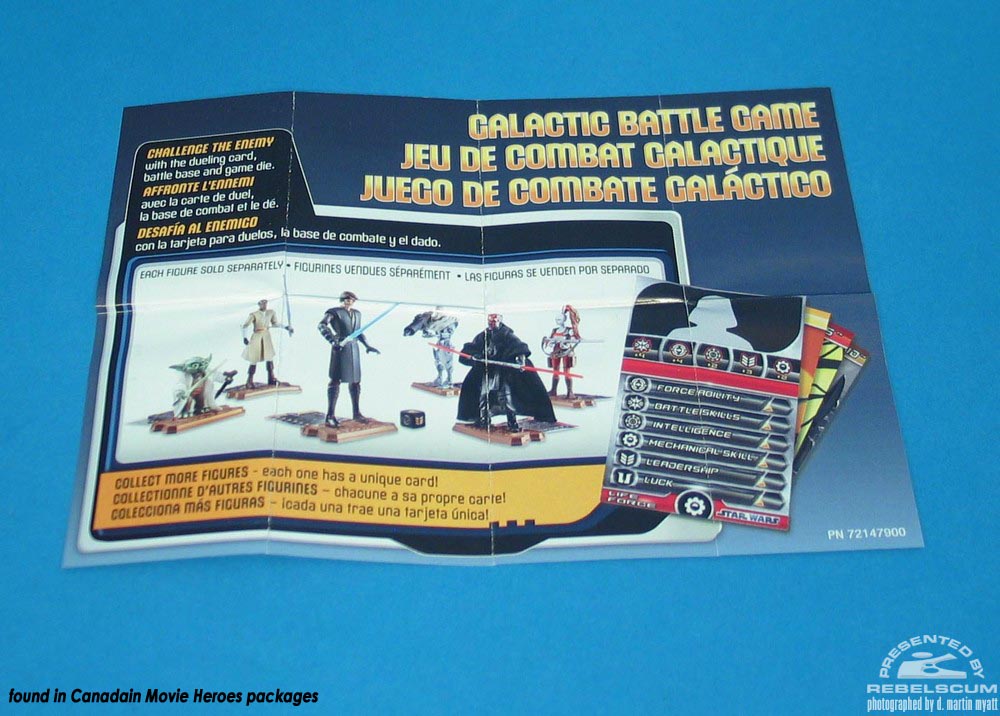 GALACTIC BATTLE GAME
JEU DE COMBAT GALACTIQUE
JUEGO DE COMBATE GALÁCTICO
CHALLENGE THE ENEMY
with the dueling card,
battle base and game die.
AFFRONTE L'ENNEMI
avec la carte de duel,
la base de combat et le dé.
DESAFÍA AL ENEMIGO
con la tarjeta para duelos, la base de combate y el dado.
EACH FIGURE SOLD SEPARATELY • FIGURINES VENDUES SÉPARÉMENT • LAS FIGURAS SE VENDEN POR SEPARADO
FORCE ABILITY
BATTLE SKILLS
INTELLIGENCE
MECHANICAL SKILL
LEADERSHIP
LUCK
LIFE FORCE
STAR WARS
COLLECT MORE FIGURES - each one has a unique card!
COLLECTIONNE D'AUTRES FIGURINES - chacune a sa propre carte!
COLECCIONA MÁS FIGURAS - ¡cada una trae una tarjeta única!
PN 72147900
found in Canadain Movie Heroes packages
PRESENTED BY
REBELSCUM
photographed by d. martin myatt